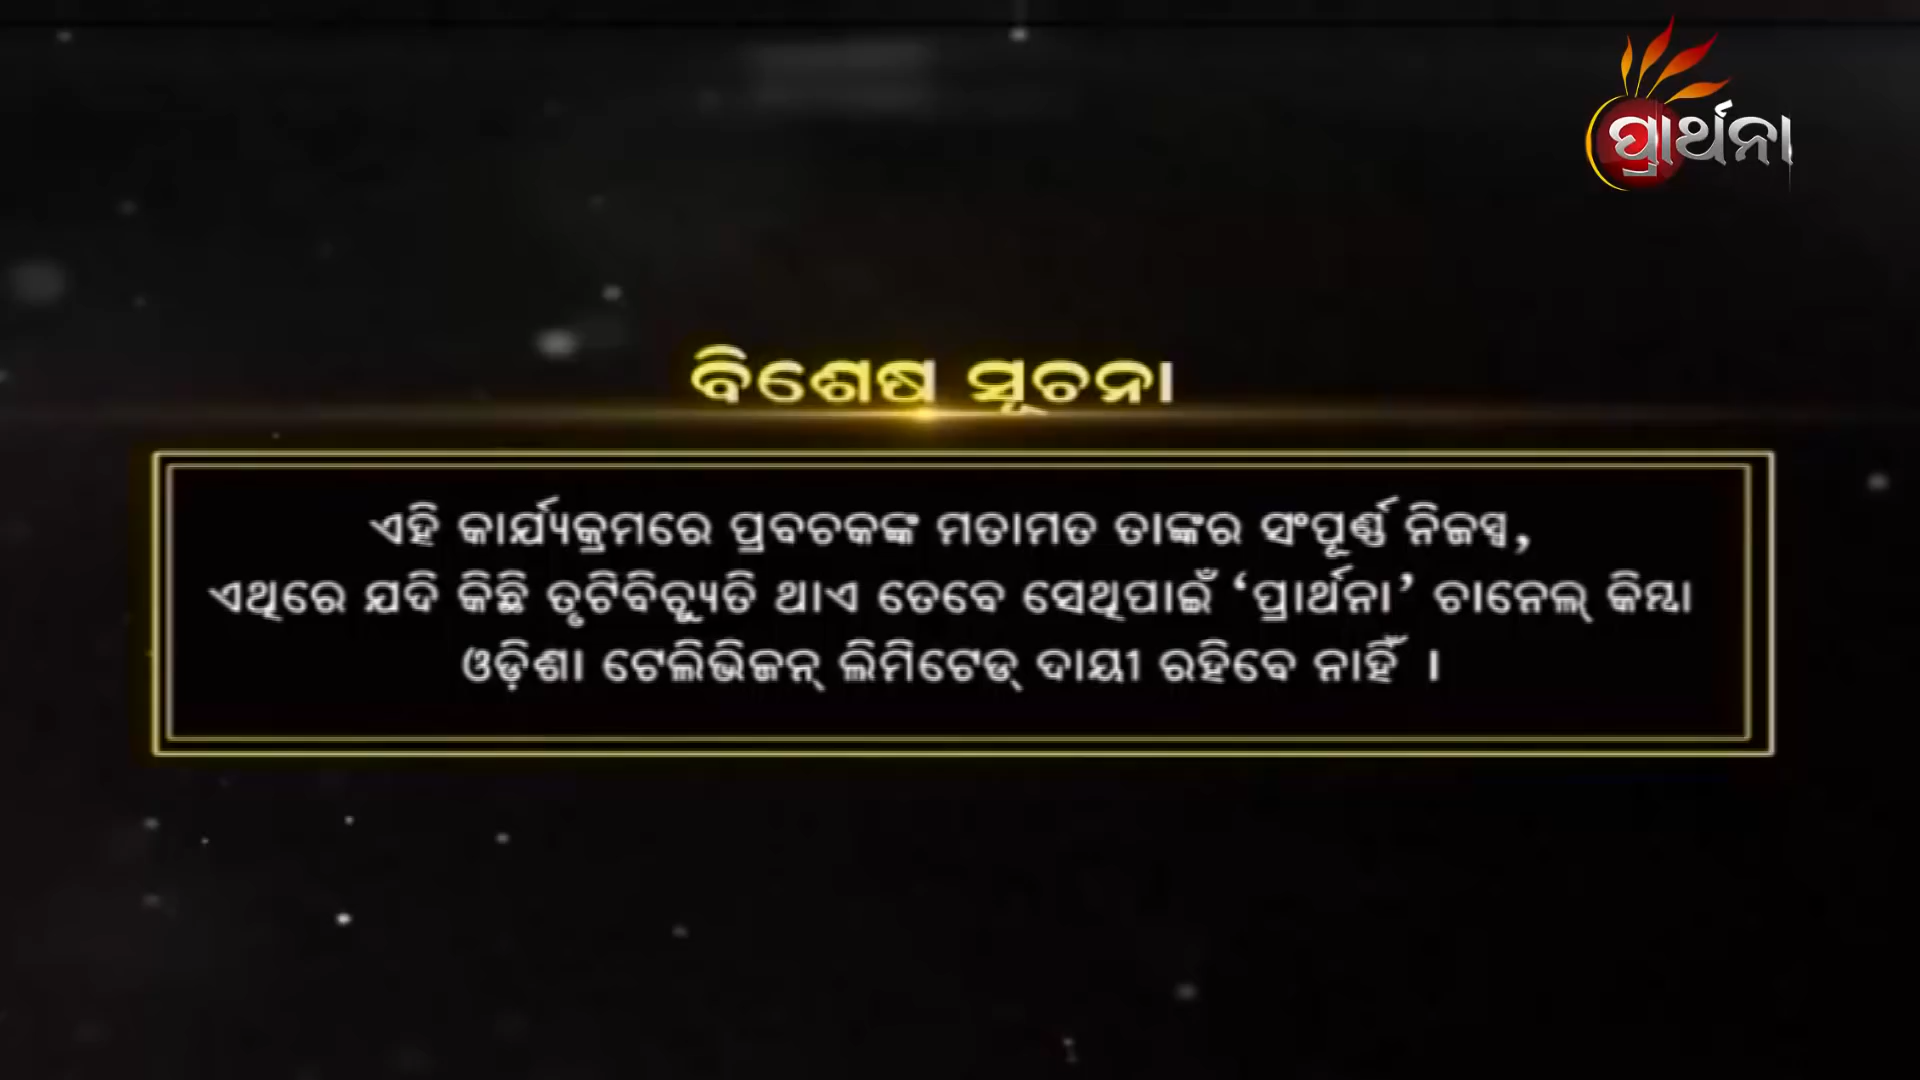 ପ୍ରାର୍ଥନା
ବିଶେଷ ସୂଚନା
ଏହି କାର୍ଯ୍ୟକ୍ରମରେ ପ୍ରବଚକଙ୍କ ମତାମତ ତାଙ୍କର ସଂପୂର୍ଣ୍ଣ ନିଜସ୍ୱ,
ଏଥିରେ ଯଦି କିଛି ତୃଟିବିଚ୍ୟୁତି ଥାଏ ତେବେ ସେଥିପାଇଁ ‘ପ୍ରାର୍ଥନା’ ଚାନେଲ୍ କିମ୍ୱା
ଓଡ଼ିଶା ଟେଲିଭିଜନ୍ ଲିମିଟେଡ୍ ଦାୟୀ ରହିବେ ନାହିଁ ।